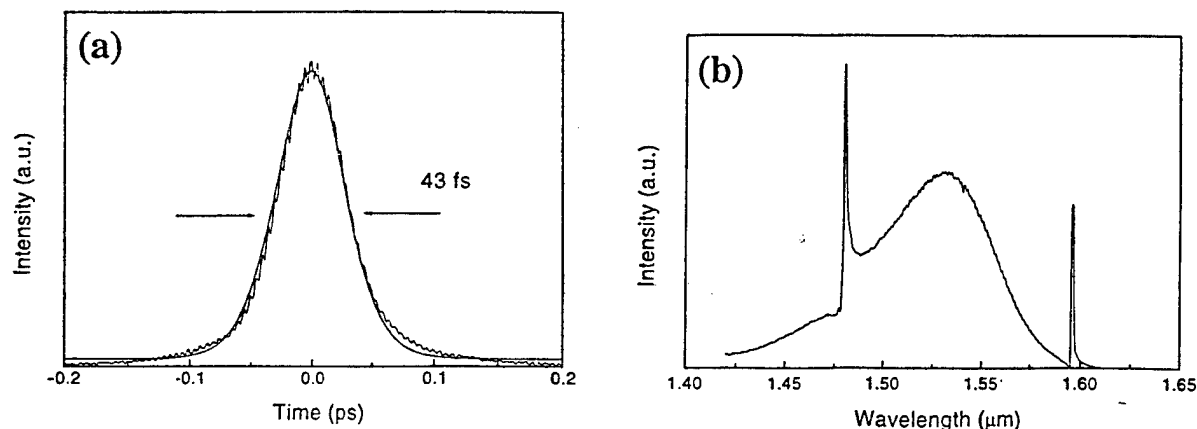 (a)
43 fs
Intensity (a.u.)
-0.2 -0.1 0.0 0.1 0.2
Time (ps)
(b)
Intensity (a.u.)
1.40 1.45 1.50 1.55 1.60 1.65
Wavelength (μm)